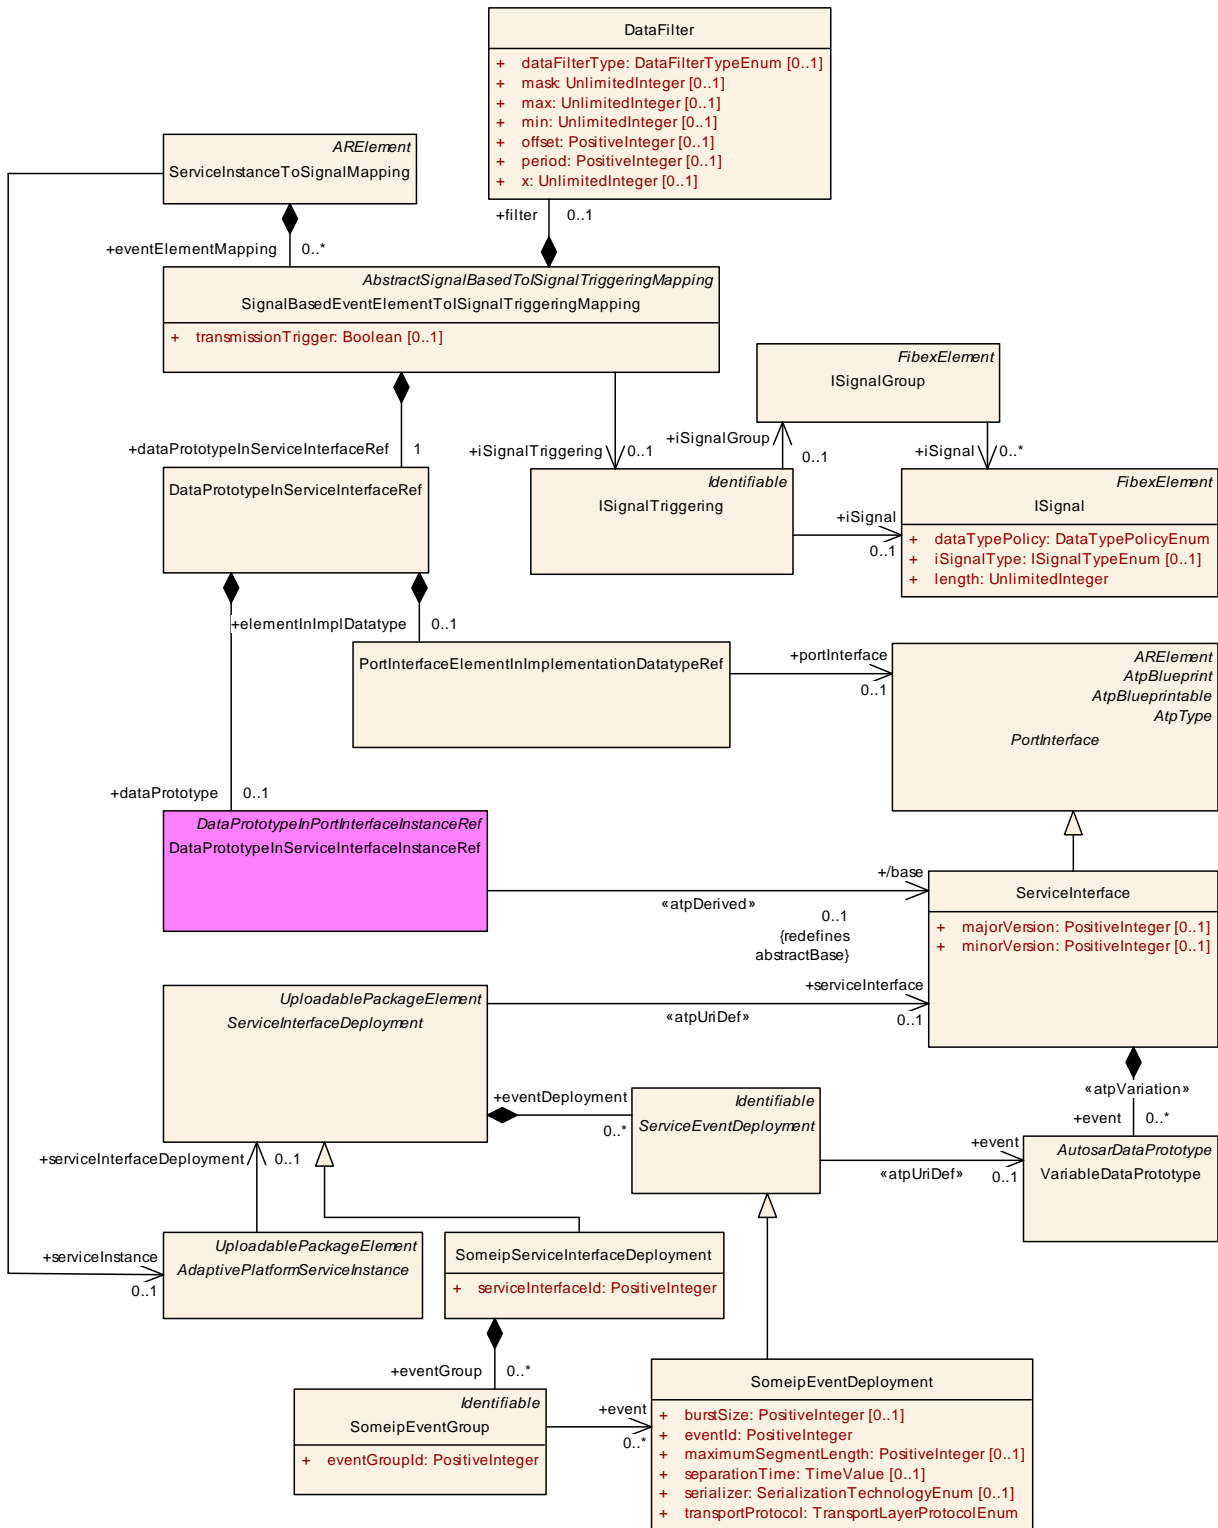 DataFilter
+ dataFilterType: DataFilterTypeEnum [0..1]
+ mask: UnlimitedInteger [0..1]
+ max: UnlimitedInteger [0..1]
+ min: UnlimitedInteger [0..1]
+ offset: PositiveInteger [0..1]
+ period: PositiveInteger [0..1]
+ x: UnlimitedInteger [0..1]
ARElement
ServiceInstanceToSignalMapping
+filter 0..1
+eventElementMapping 0..*
AbstractSignalBasedToISignalTriggeringMapping
SignalBasedEventElementToISignalTriggeringMapping
+ transmissionTrigger: Boolean [0..1]
FibexElement
ISignalGroup
+dataPrototypeInServiceInterfaceRef 1
+iSignalTriggering 0..1
+iSignalGroup
0..1
+iSignal 0..*
DataPrototypeInServiceInterfaceRef
Identifiable
ISignalTriggering
+iSignal
0..1
FibexElement
ISignal
+ dataTypePolicy: DataTypePolicyEnum
+ iSignalType: ISignalTypeEnum [0..1]
+ length: UnlimitedInteger
+elementInImplDatatype 0..1
PortInterfaceElementInImplementationDatatypeRef
+portInterface
0..1
ARElement
AtpBlueprint
AtpBlueprintable
AtpType
PortInterface
+dataPrototype 0..1
DataPrototypeInPortInterfaceInstanceRef
DataPrototypeInServiceInterfaceInstanceRef
+/base
«atpDerived»
0..1
{redefines
abstractBase}
ServiceInterface
+ majorVersion: PositiveInteger [0..1]
+ minorVersion: PositiveInteger [0..1]
UploadablePackageElement
ServiceInterfaceDeployment
+serviceInterface
«atpUriDef»
0..1
«atpVariation»
+event 0..*
+eventDeployment
0..*
Identifiable
ServiceEventDeployment
+event
«atpUriDef»
0..1
AutosarDataPrototype
VariableDataPrototype
+serviceInterfaceDeployment 0..1
+serviceInstance
0..1
UploadablePackageElement
AdaptivePlatformServiceInstance
SomeipServiceInterfaceDeployment
+ serviceInterfaceId: PositiveInteger
+eventGroup 0..*
Identifiable
SomeipEventGroup
+ eventGroupId: PositiveInteger
+event
0..*
SomeipEventDeployment
+ burstSize: PositiveInteger [0..1]
+ eventId: PositiveInteger
+ maximumSegmentLength: PositiveInteger [0..1]
+ separationTime: TimeValue [0..1]
+ serializer: SerializationTechnologyEnum [0..1]
+ transportProtocol: TransportLayerProtocolEnum